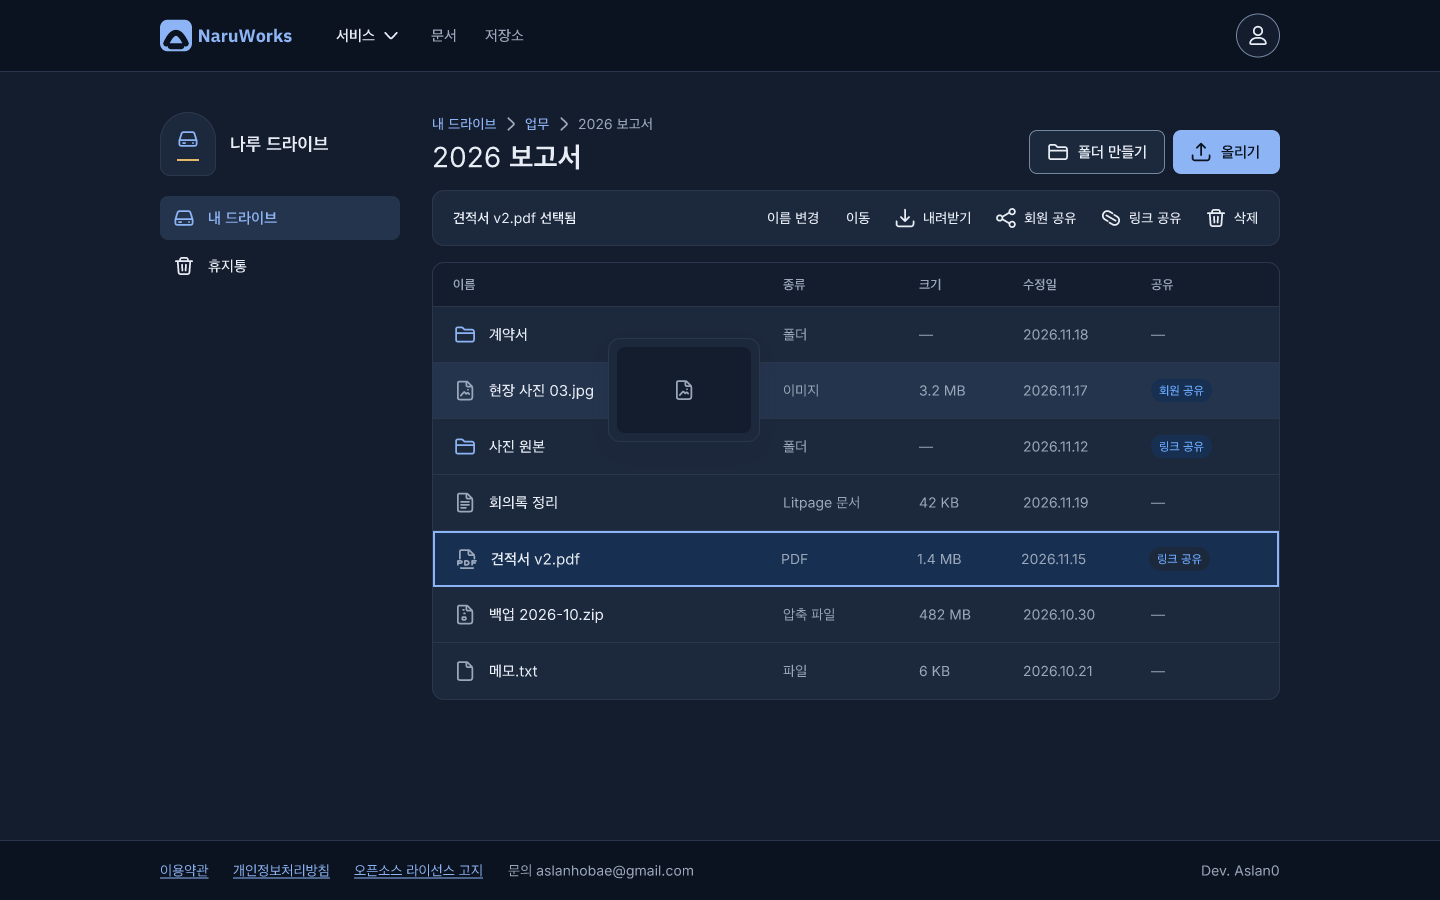 NaruWorks 서비스 문서 저장소
나루 드라이브
내 드라이브
휴지통
내 드라이브 업무 2026 보고서
2026 보고서
폴더 만들기 올리기
견적서 v2.pdf 선택됨 이름 변경 이동 내려받기 회원 공유 링크 공유 삭제
이름 종류 크기 수정일 공유
계약서 폴더 — 2026.11.18 —
현장 사진 03.jpg 이미지 3.2 MB 2026.11.17 회원 공유
사진 원본 폴더 — 2026.11.12 링크 공유
회의록 정리 Litpage 문서 42 KB 2026.11.19 —
PDF 견적서 v2.pdf PDF 1.4 MB 2026.11.15 링크 공유
백업 2026-10.zip 압축 파일 482 MB 2026.10.30 —
메모.txt 파일 6 KB 2026.10.21 —
이용약관 개인정보처리방침 오픈소스 라이선스 고지 문의 aslanhobae@gmail.com Dev. Aslan0